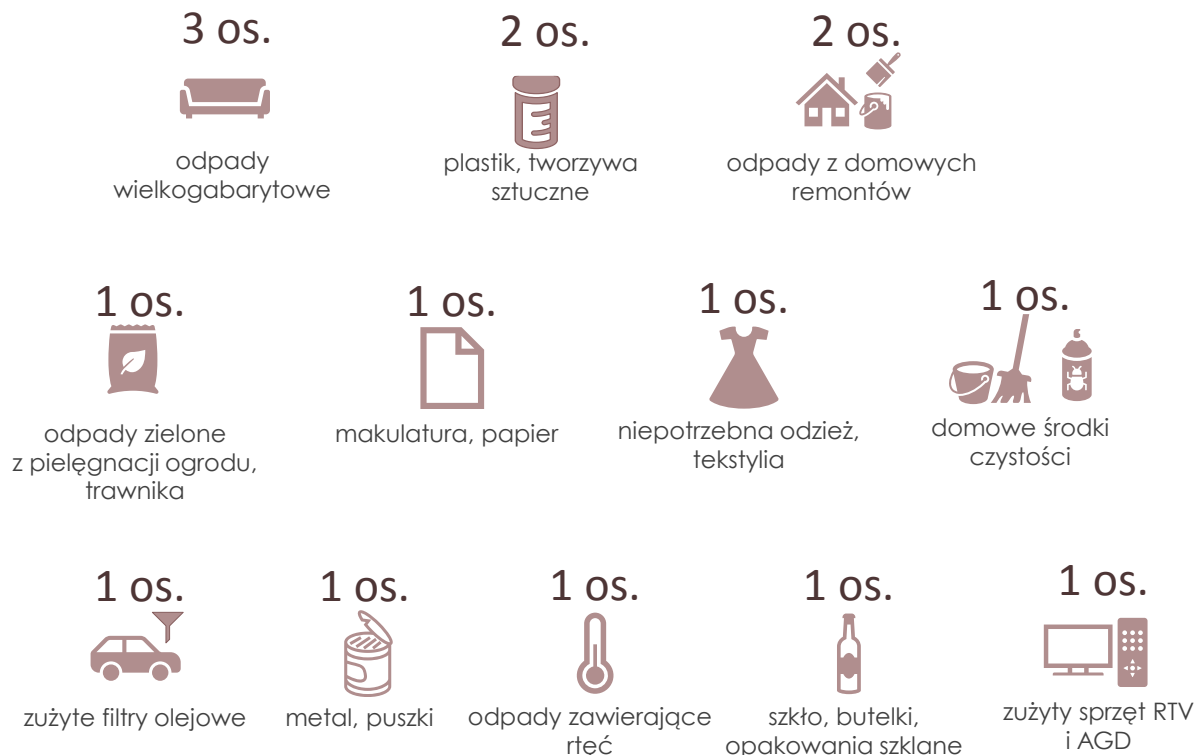 3 os.
2 os.
2 os.
odpady
wielkogabarytowe
plastik, tworzywa
sztuczne
odpady z domowych
remontów
1 os.
1 os.
1 os.
1 os.
odpady zielone
z pielęgnacji ogrodu,
trawnika
makulatura, papier
niepotrzebna odzież,
tekstylia
domowe środki
czystości
1 os.
1 os.
1 os.
1 os.
1 os.
zużyte filtry olejowe
metal, puszki
odpady zawierające
rtęć
szkło, butelki,
opakowania szklane
zużyty sprzęt RTV
i AGD